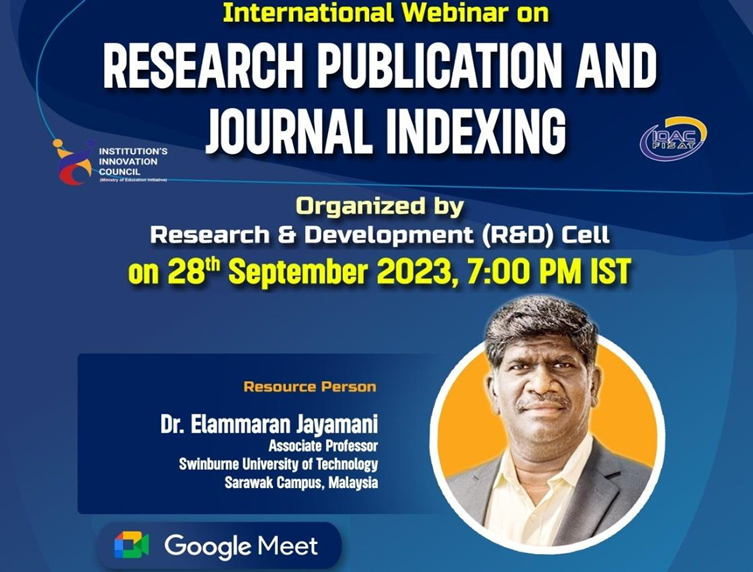 International Webinar on
RESEARCH PUBLICATION AND
JOURNAL INDEXING
INSTITUTION'S
INNOVATION
COUNCIL
(Ministry of Education Initiative)
IQAC
FISAT
Organized by
Research & Development (R&D) Cell
on 28th September 2023, 7:00 PM IST
Resource Person
Dr. Elammaran Jayamani
Associate Professor
Swinburne University of Technology
Sarawak Campus, Malaysia
Google Meet